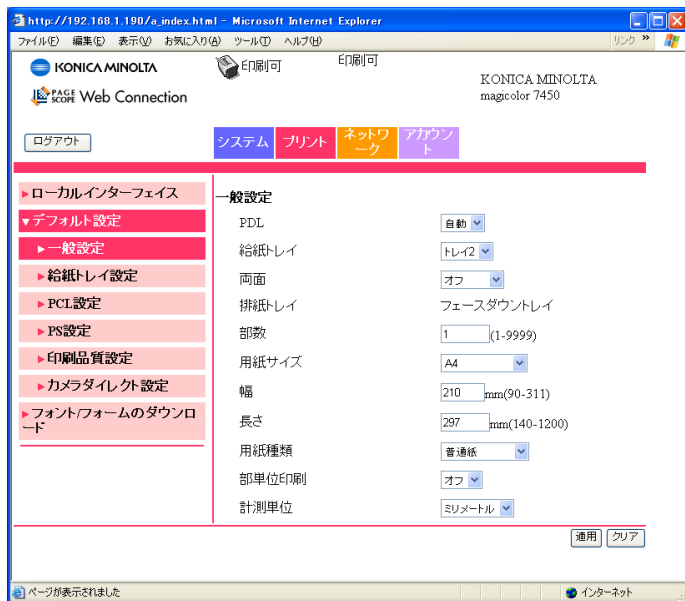 http://192.168.1.190/a_index.html - Microsoft Internet Explorer
ファイル(F) 編集(E) 表示(V) お気に入り(A) ツール(T) ヘルプ(H) リンク »
KONICA MINOLTA
印刷可
印刷可
KONICA MINOLTA
magicolor 7450
PAGE SCOPE Web Connection
ログアウト
システム
プリント
ネットワ
ーク
アカウン
ト
ローカルインターフェイス
デフォルト設定
一般設定
給紙トレイ設定
PCL設定
PS設定
印刷品質設定
カメラダイレクト設定
フォント/フォームのダウンロ
ード
一般設定
PDL 自動
給紙トレイ トレイ2
両面 オフ
排紙トレイ フェースダウントレイ
部数 1 (1-9999)
用紙サイズ A4
幅 210 mm(90-311)
長さ 297 mm(140-1200)
用紙種類 普通紙
部単位印刷 オフ
計測単位 ミリメートル
適用 クリア
ページが表示されました インターネット